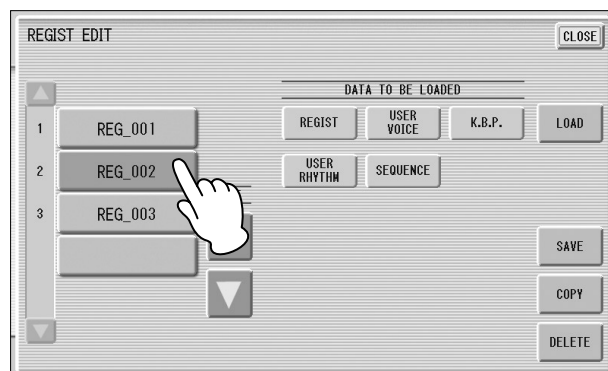 REGIST EDIT
CLOSE
DATA TO BE LOADED
1 REG_001
2 REG_002
3 REG_003
REGIST
USER
VOICE
K.B.P.
LOAD
USER
RHYTHM
SEQUENCE
SAVE
COPY
DELETE